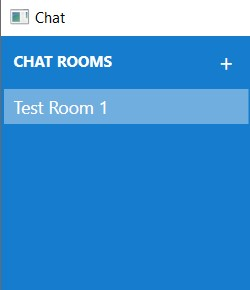 Chat
CHAT ROOMS +
Test Room 1